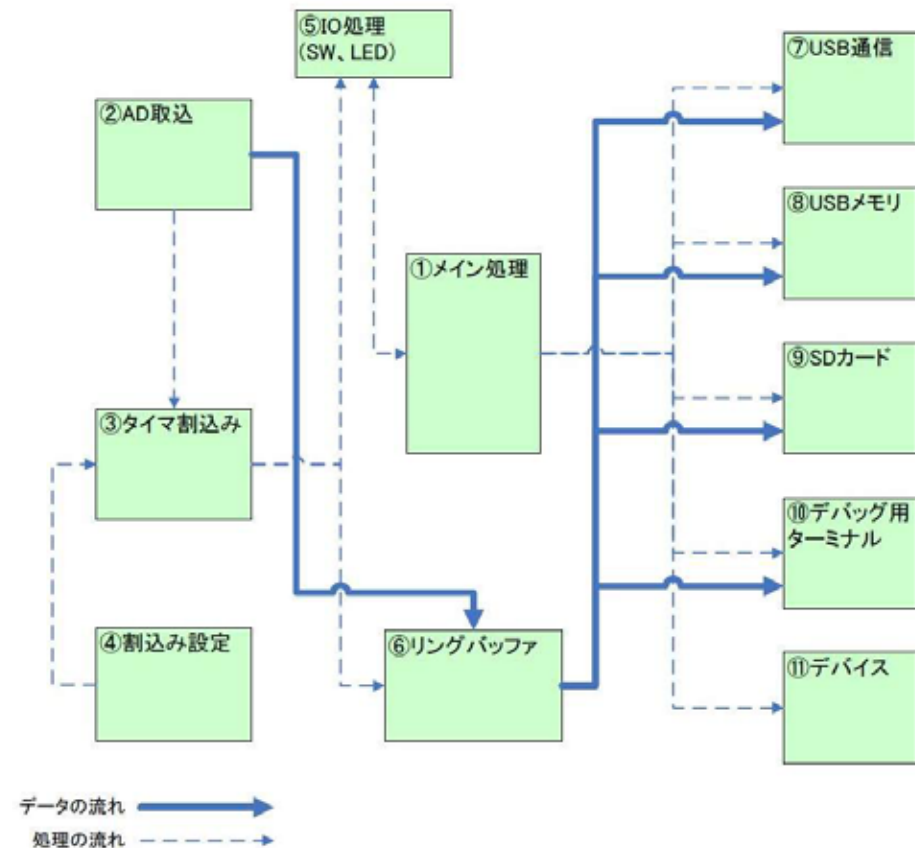 ⑤IO処理
(SW、LED)
⑦USB通信
②AD取込
⑧USBメモリ
①メイン処理
⑨SDカード
③タイマ割込み
⑩デバッグ用
ターミナル
④割込み設定
⑥リングバッファ
⑪デバイス
データの流れ
処理の流れ